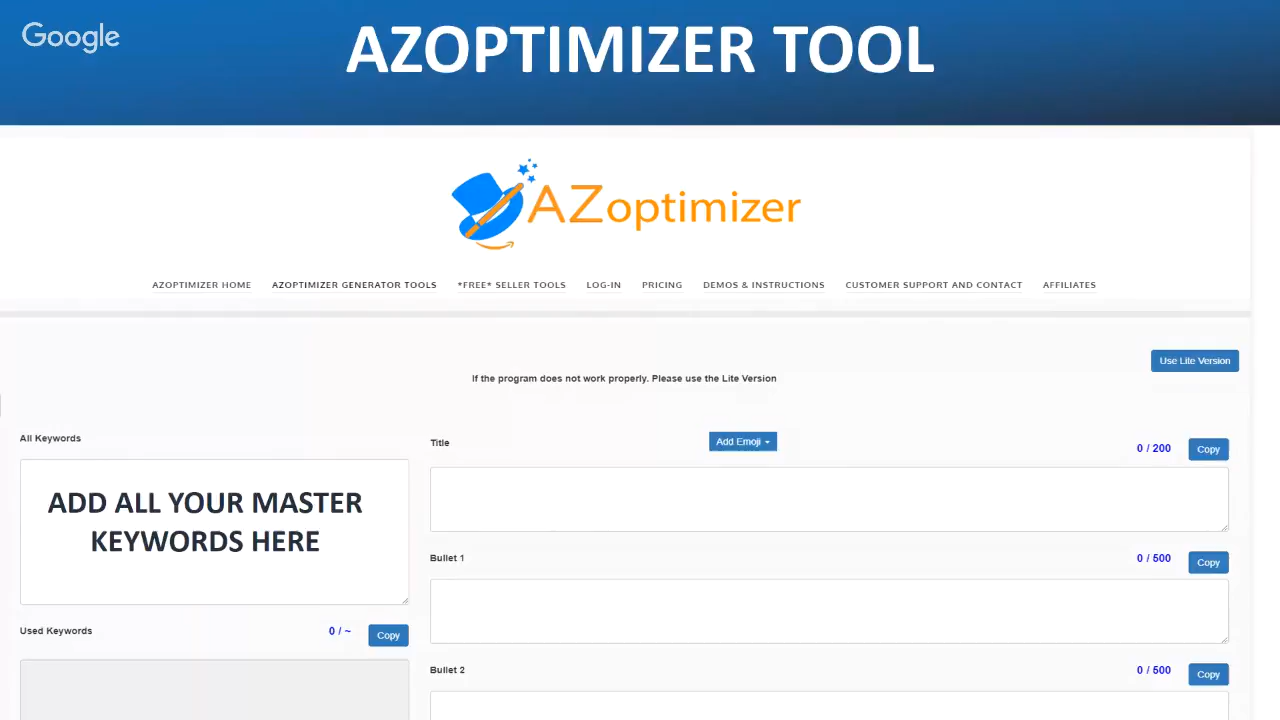 Google
AZOPTIMIZER TOOL
AZoptimizer
AZOPTIMIZER HOME AZOPTIMIZER GENERATOR TOOLS *FREE* SELLER TOOLS LOG-IN PRICING DEMOS & INSTRUCTIONS CUSTOMER SUPPORT AND CONTACT AFFILIATES
Use Lite Version
If the program does not work properly. Please use the Lite Version
All Keywords
ADD ALL YOUR MASTER
KEYWORDS HERE
Used Keywords 0 / ~ Copy
Title Add Emoji 0 / 200 Copy
Bullet 1 0 / 500 Copy
Bullet 2 0 / 500 Copy